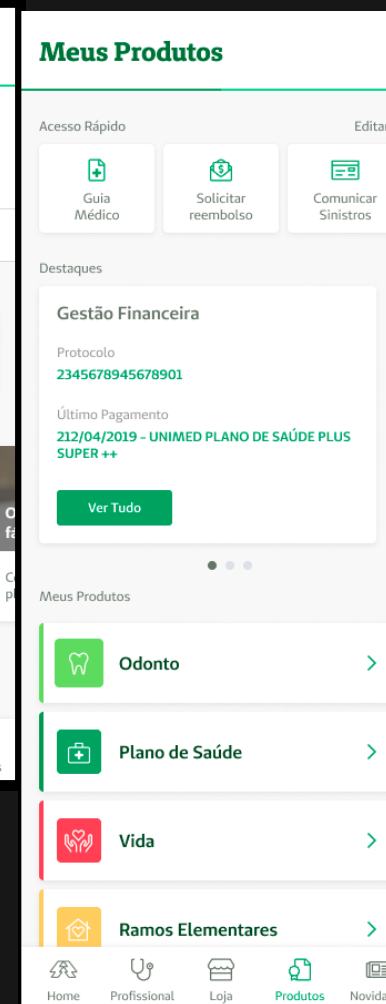 Meus Produtos
Acesso Rápido
Editar
Guia
Médico
Solicitar
reembolso
Comunicar
Sinistros
Destaques
Gestão Financeira
Protocolo
2345678945678901
Último Pagamento
212/04/2019 - UNIMED PLANO DE SAÚDE PLUS
SUPER ++
Ver Tudo
Meus Produtos
Odonto
Plano de Saúde
Vida
Ramos Elementares
Home
Profissional
Loja
Produtos